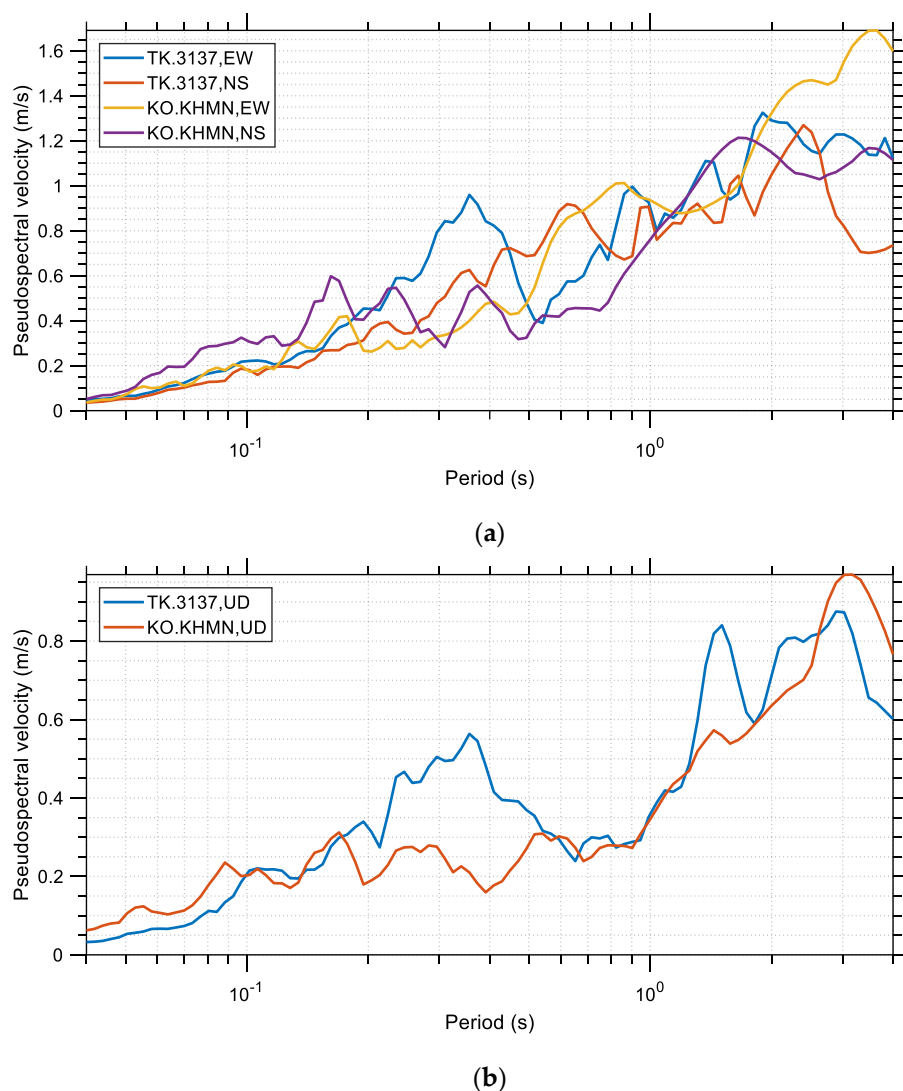 TK.3137,EW
TK.3137,NS
KO.KHMN,EW
KO.KHMN,NS
Pseudospectral velocity (m/s)
1.6
1.4
1.2
1
0.8
0.6
0.4
0.2
0
10^-1
10^0
Period (s)
(a)
TK.3137,UD
KO.KHMN,UD
Pseudospectral velocity (m/s)
0.8
0.6
0.4
0.2
0
10^-1
10^0
Period (s)
(b)